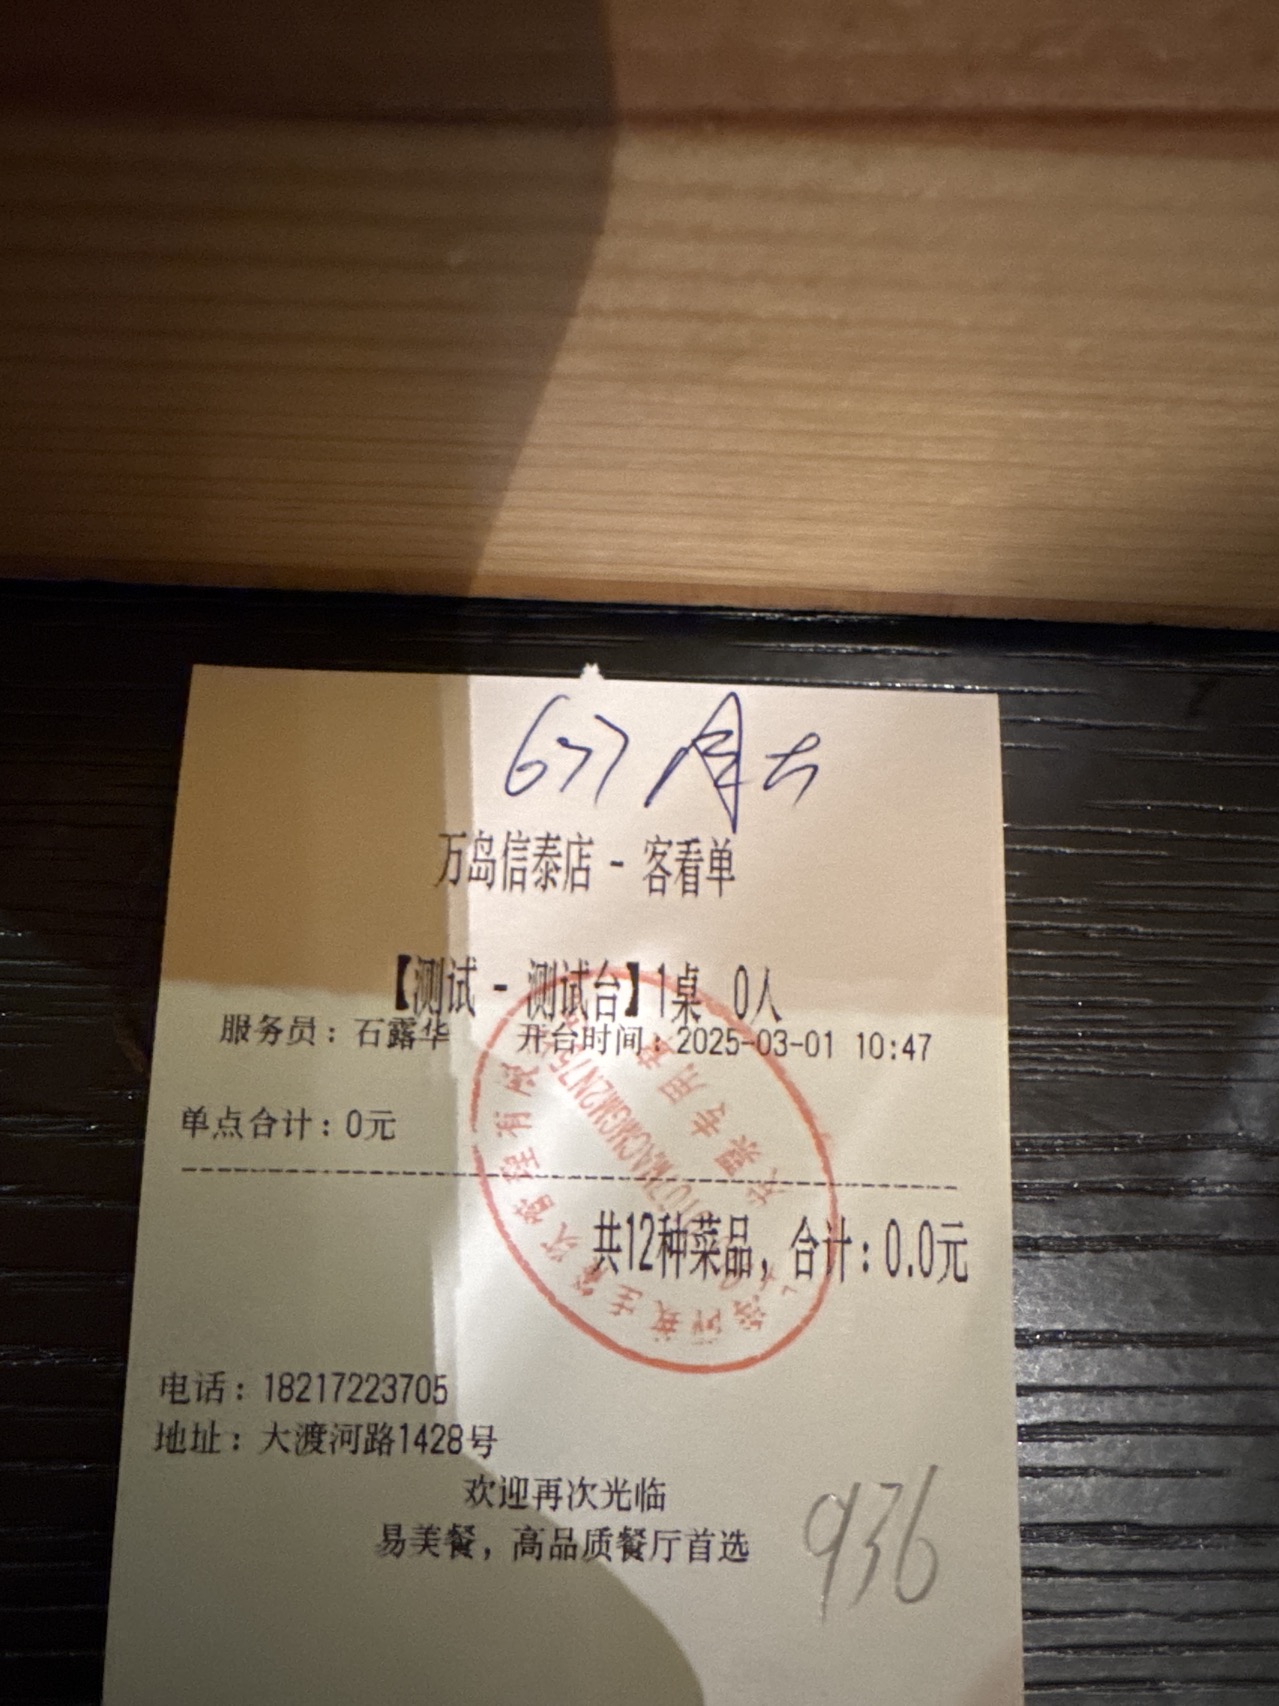 677
万岛信泰店 - 客看单
【测试 - 测试台】1桌 0人
服务员：石露华 开台时间：2025-03-01 10:47
单点合计：0元
共12种菜品，合计：0.0元
电话：18217223705
地址：大渡河路1428号
欢迎再次光临
易美餐，高品质餐厅首选
936